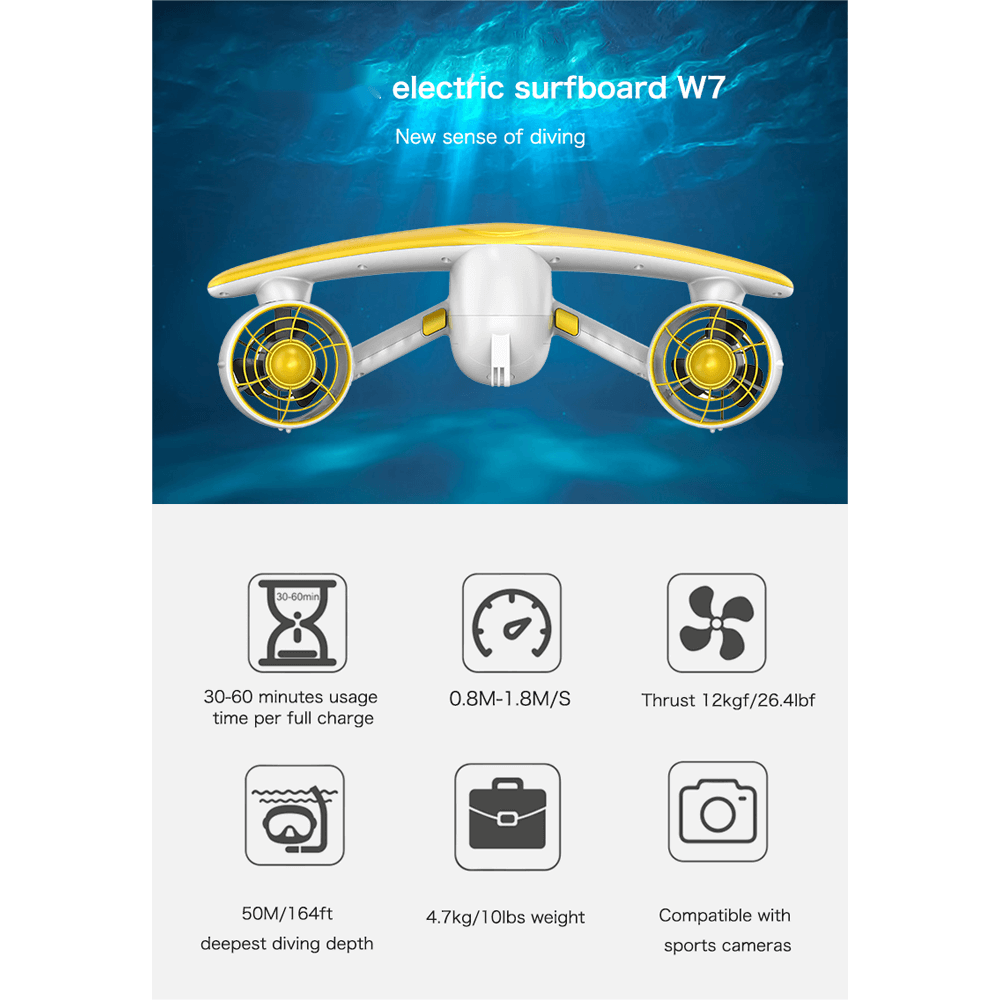 electric surfboard W7
New sense of diving
30-60min
30-60 minutes usage
time per full charge
0.8M-1.8M/S
Thrust 12kgf/26.4lbf
50M/164ft
deepest diving depth
4.7kg/10lbs weight
Compatible with
sports cameras